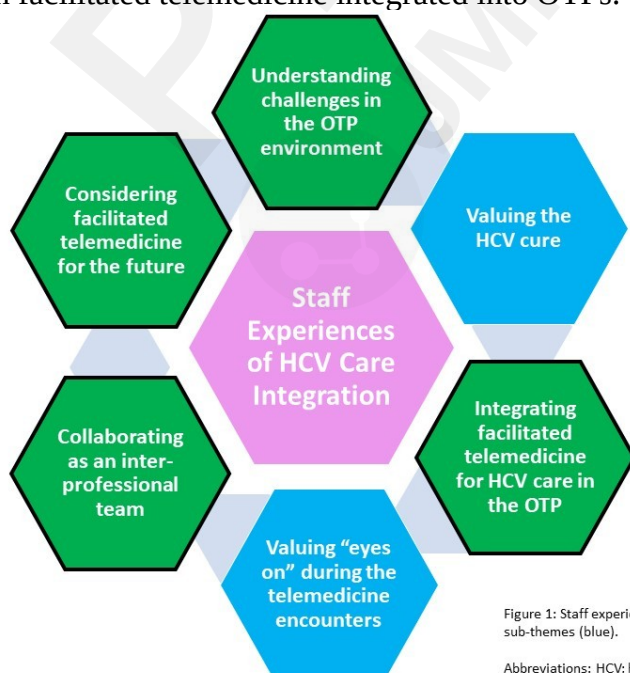 facilitated telemedicine integrated into OTPs.
Understanding
challenges in
the OTP
environment
Valuing the
HCV cure
Integrating
facilitated
telemedicine
for HCV care in
the OTP
Valuing "eyes
on" during the
telemedicine
encounters
Collaborating
as an inter-
professional
team
Considering
facilitated
telemedicine
for the future
Staff
Experiences
of HCV Care
Integration
Figure 1: Staff
sub-themes (blue).
Abbreviations: HCV: